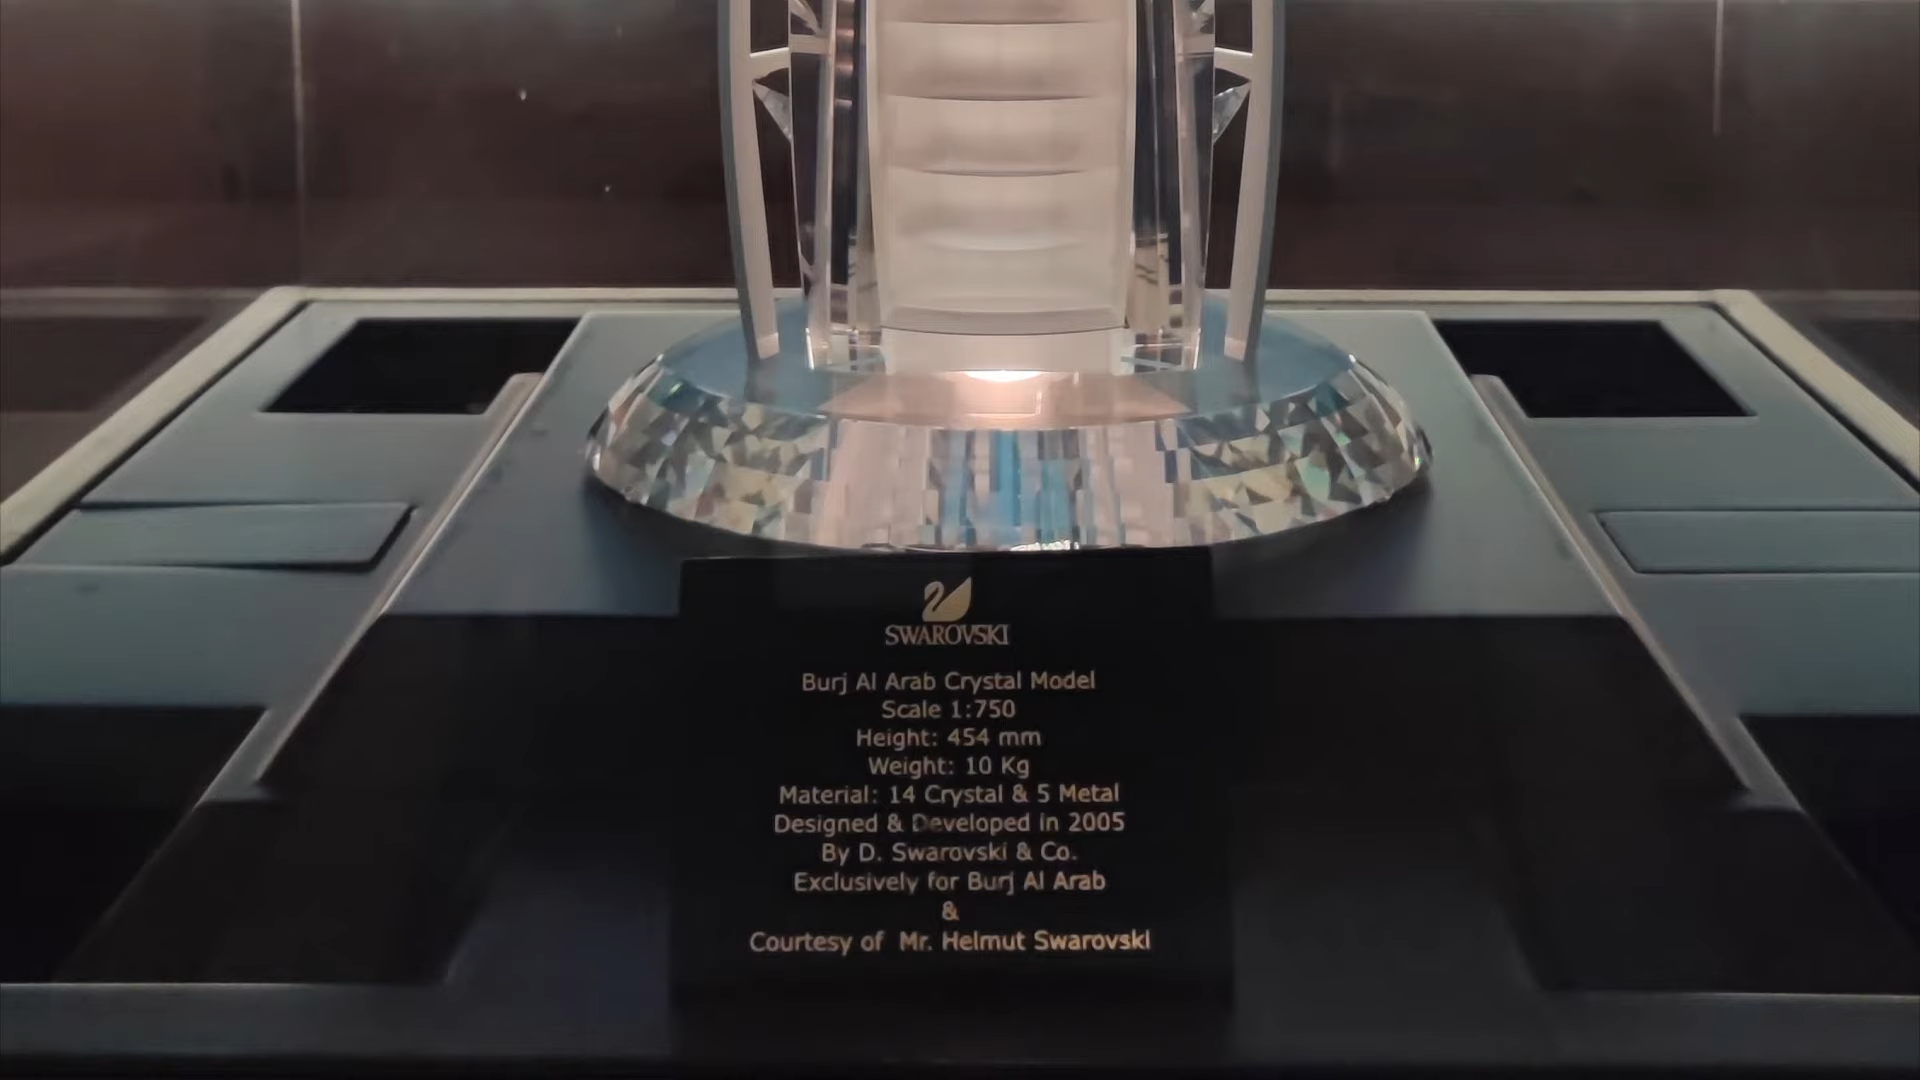 SWAROVSKI
Burj Al Arab Crystal Model
Scale 1:750
Height: 454 mm
Weight: 10 Kg
Material: 14 Crystal & 5 Metal
Designed & Developed in 2005
By D. Swarovski & Co.
Exclusively for Burj Al Arab
&
Courtesy of Mr. Helmut Swarovski